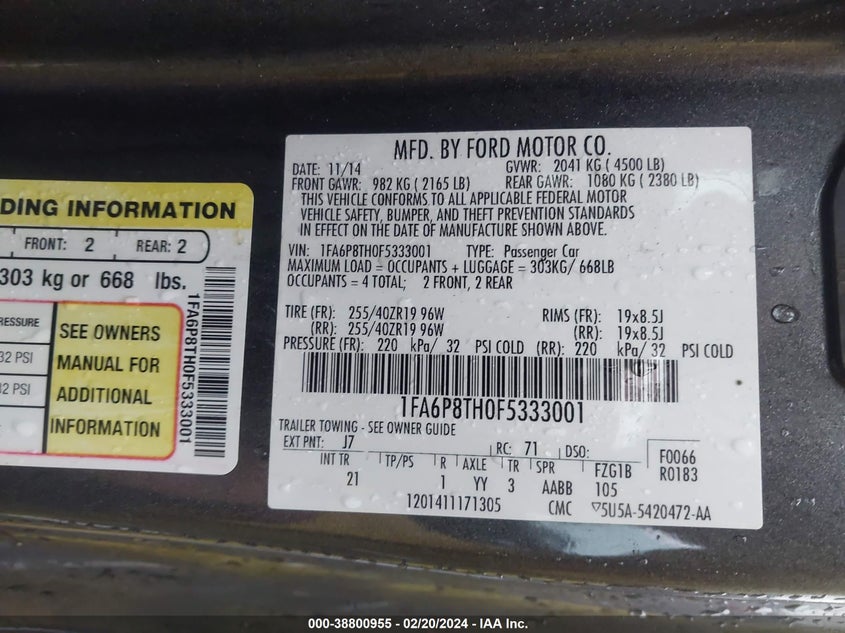 DING INFORMATION
FRONT: 2 REAR: 2
303 kg or 668 lbs.
RESSURE
32 PSI
32 PSI
SEE OWNERS
MANUAL FOR
ADDITIONAL
INFORMATION
1FA6P8TH0F5333001
MFD. BY FORD MOTOR CO.
DATE: 11/14 GVWR: 2041 KG ( 4500 LB)
FRONT GAWR: 982 KG ( 2165 LB) REAR GAWR: 1080 KG ( 2380 LB)
THIS VEHICLE CONFORMS TO ALL APPLICABLE FEDERAL MOTOR
VEHICLE SAFETY, BUMPER, AND THEFT PREVENTION STANDARDS
IN EFFECT ON THE DATE OF MANUFACTURE SHOWN ABOVE.
VIN: 1FA6P8TH0F5333001 TYPE: Passenger Car
MAXIMUM LOAD = OCCUPANTS + LUGGAGE = 303KG/ 668LB
OCCUPANTS = 4 TOTAL; 2 FRONT, 2 REAR
TIRE (FR): 255/40ZR19 96W RIMS (FR): 19x8.5J
(RR): 255/40ZR19 96W (RR): 19x8.5J
PRESSURE (FR): 220 kPa/ 32 PSI COLD (RR): 220 kPa/ 32 PSI COLD
1FA6P8TH0F5333001
TRAILER TOWING - SEE OWNER GUIDE
EXT PNT: J7 RC: 71 DSO: F0066
R0183
INT TR TP/PS R AXLE TR SPR FZG1B
21 1 YY 3 AABB 105
1201411171305 CMC 5U5A-5420472-AA
000-38800955 - 02/20/2024 - IAA Inc.